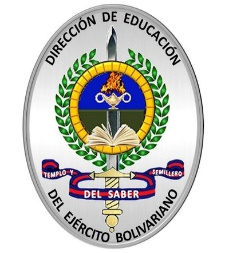 DIRECCIÓN DE EDUCACIÓN
TEMPLO Y SEMILLERO
DEL SABER
DEL EJÉRCITO BOLIVARIANO